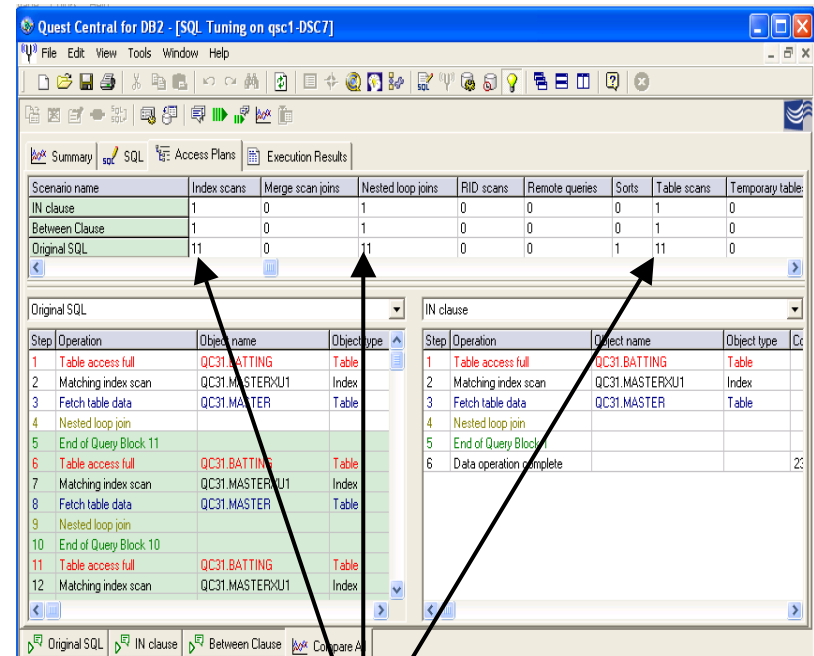 Quest Central for DB2 - [SQL Tuning on qsc1-DSC7]
File Edit View Tools Window Help
Summary SQL Access Plans Execution Results
Scenario name Index scans Merge scan joins Nested loop joins RID scans Remote queries Sorts Table scans Temporary table
IN clause 1 0 1 0 0 0 1 0
Between Clause 1 0 1 0 0 0 1 0
Original SQL 11 0 11 0 0 1 11 0
Original SQL IN clause
Step Operation Object name Object type
1 Table access full QC31.BATTING Table
2 Matching index scan QC31.MASTERXU1 Index
3 Fetch table data QC31.MASTER Table
4 Nested loop join
5 End of Query Block 11
6 Table access full QC31.BATTING Table
7 Matching index scan QC31.MASTERXU1 Index
8 Fetch table data QC31.MASTER Table
9 Nested loop join
10 End of Query Block 10
11 Table access full QC31.BATTING Table
12 Matching index scan QC31.MASTERXU1 Index
Step Operation Object name Object type
1 Table access full QC31.BATTING Table
2 Matching index scan QC31.MASTERXU1 Index
3 Fetch table data QC31.MASTER Table
4 Nested loop join
5 End of Query Block
6 Data operation complete
Original SQL IN clause Between Clause Compare All